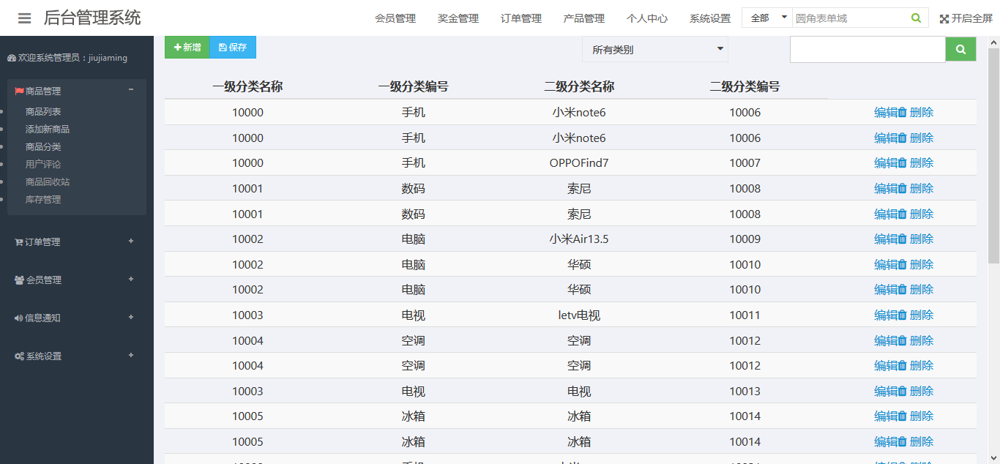 后台管理系统
会员管理 奖金管理 订单管理 产品管理 个人中心 系统设置 全部 圆角表单域 开启全屏
欢迎系统管理员：jiujiaming
商品管理
商品列表
添加新商品
商品分类
用户评论
商品回收站
库存管理
订单管理
会员管理
信息通知
系统设置
新增 保存 所有类别
一级分类名称 一级分类编号 二级分类名称 二级分类编号
10000 手机 小米note6 10006 编辑 删除
10000 手机 小米note6 10006 编辑 删除
10000 手机 OPPOFind7 10007 编辑 删除
10001 数码 索尼 10008 编辑 删除
10001 数码 索尼 10008 编辑 删除
10002 电脑 小米Air13.5 10009 编辑 删除
10002 电脑 华硕 10010 编辑 删除
10002 电脑 华硕 10010 编辑 删除
10003 电视 letv电视 10011 编辑 删除
10004 空调 空调 10012 编辑 删除
10004 空调 空调 10012 编辑 删除
10003 电视 电视 10013 编辑 删除
10005 冰箱 冰箱 10014 编辑 删除
10005 冰箱 冰箱 10014 编辑 删除